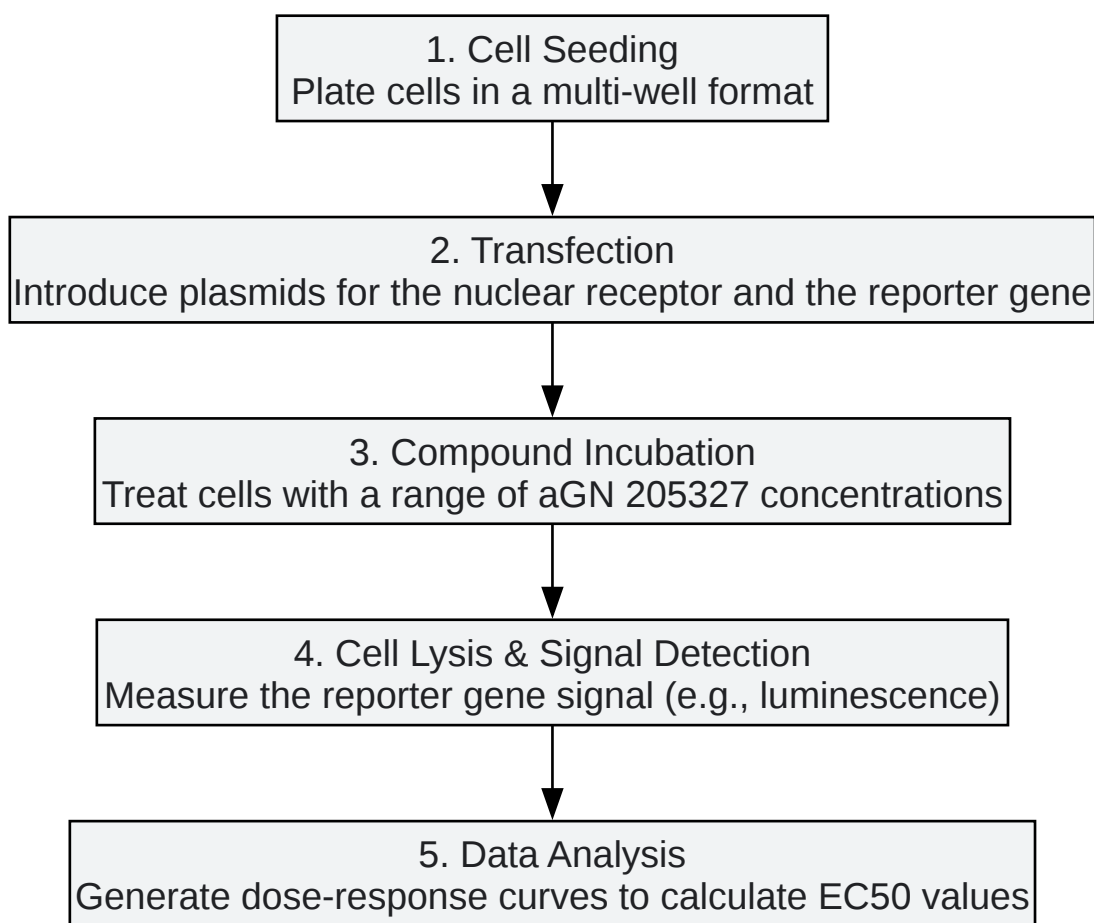 1. Cell Seeding
Plate cells in a multi-well format
2. Transfection
Introduce plasmids for the nuclear receptor and the reporter gene
3. Compound Incubation
Treat cells with a range of aGN 205327 concentrations
4. Cell Lysis & Signal Detection
Measure the reporter gene signal (e.g., luminescence)
5. Data Analysis
Generate dose-response curves to calculate EC50 values